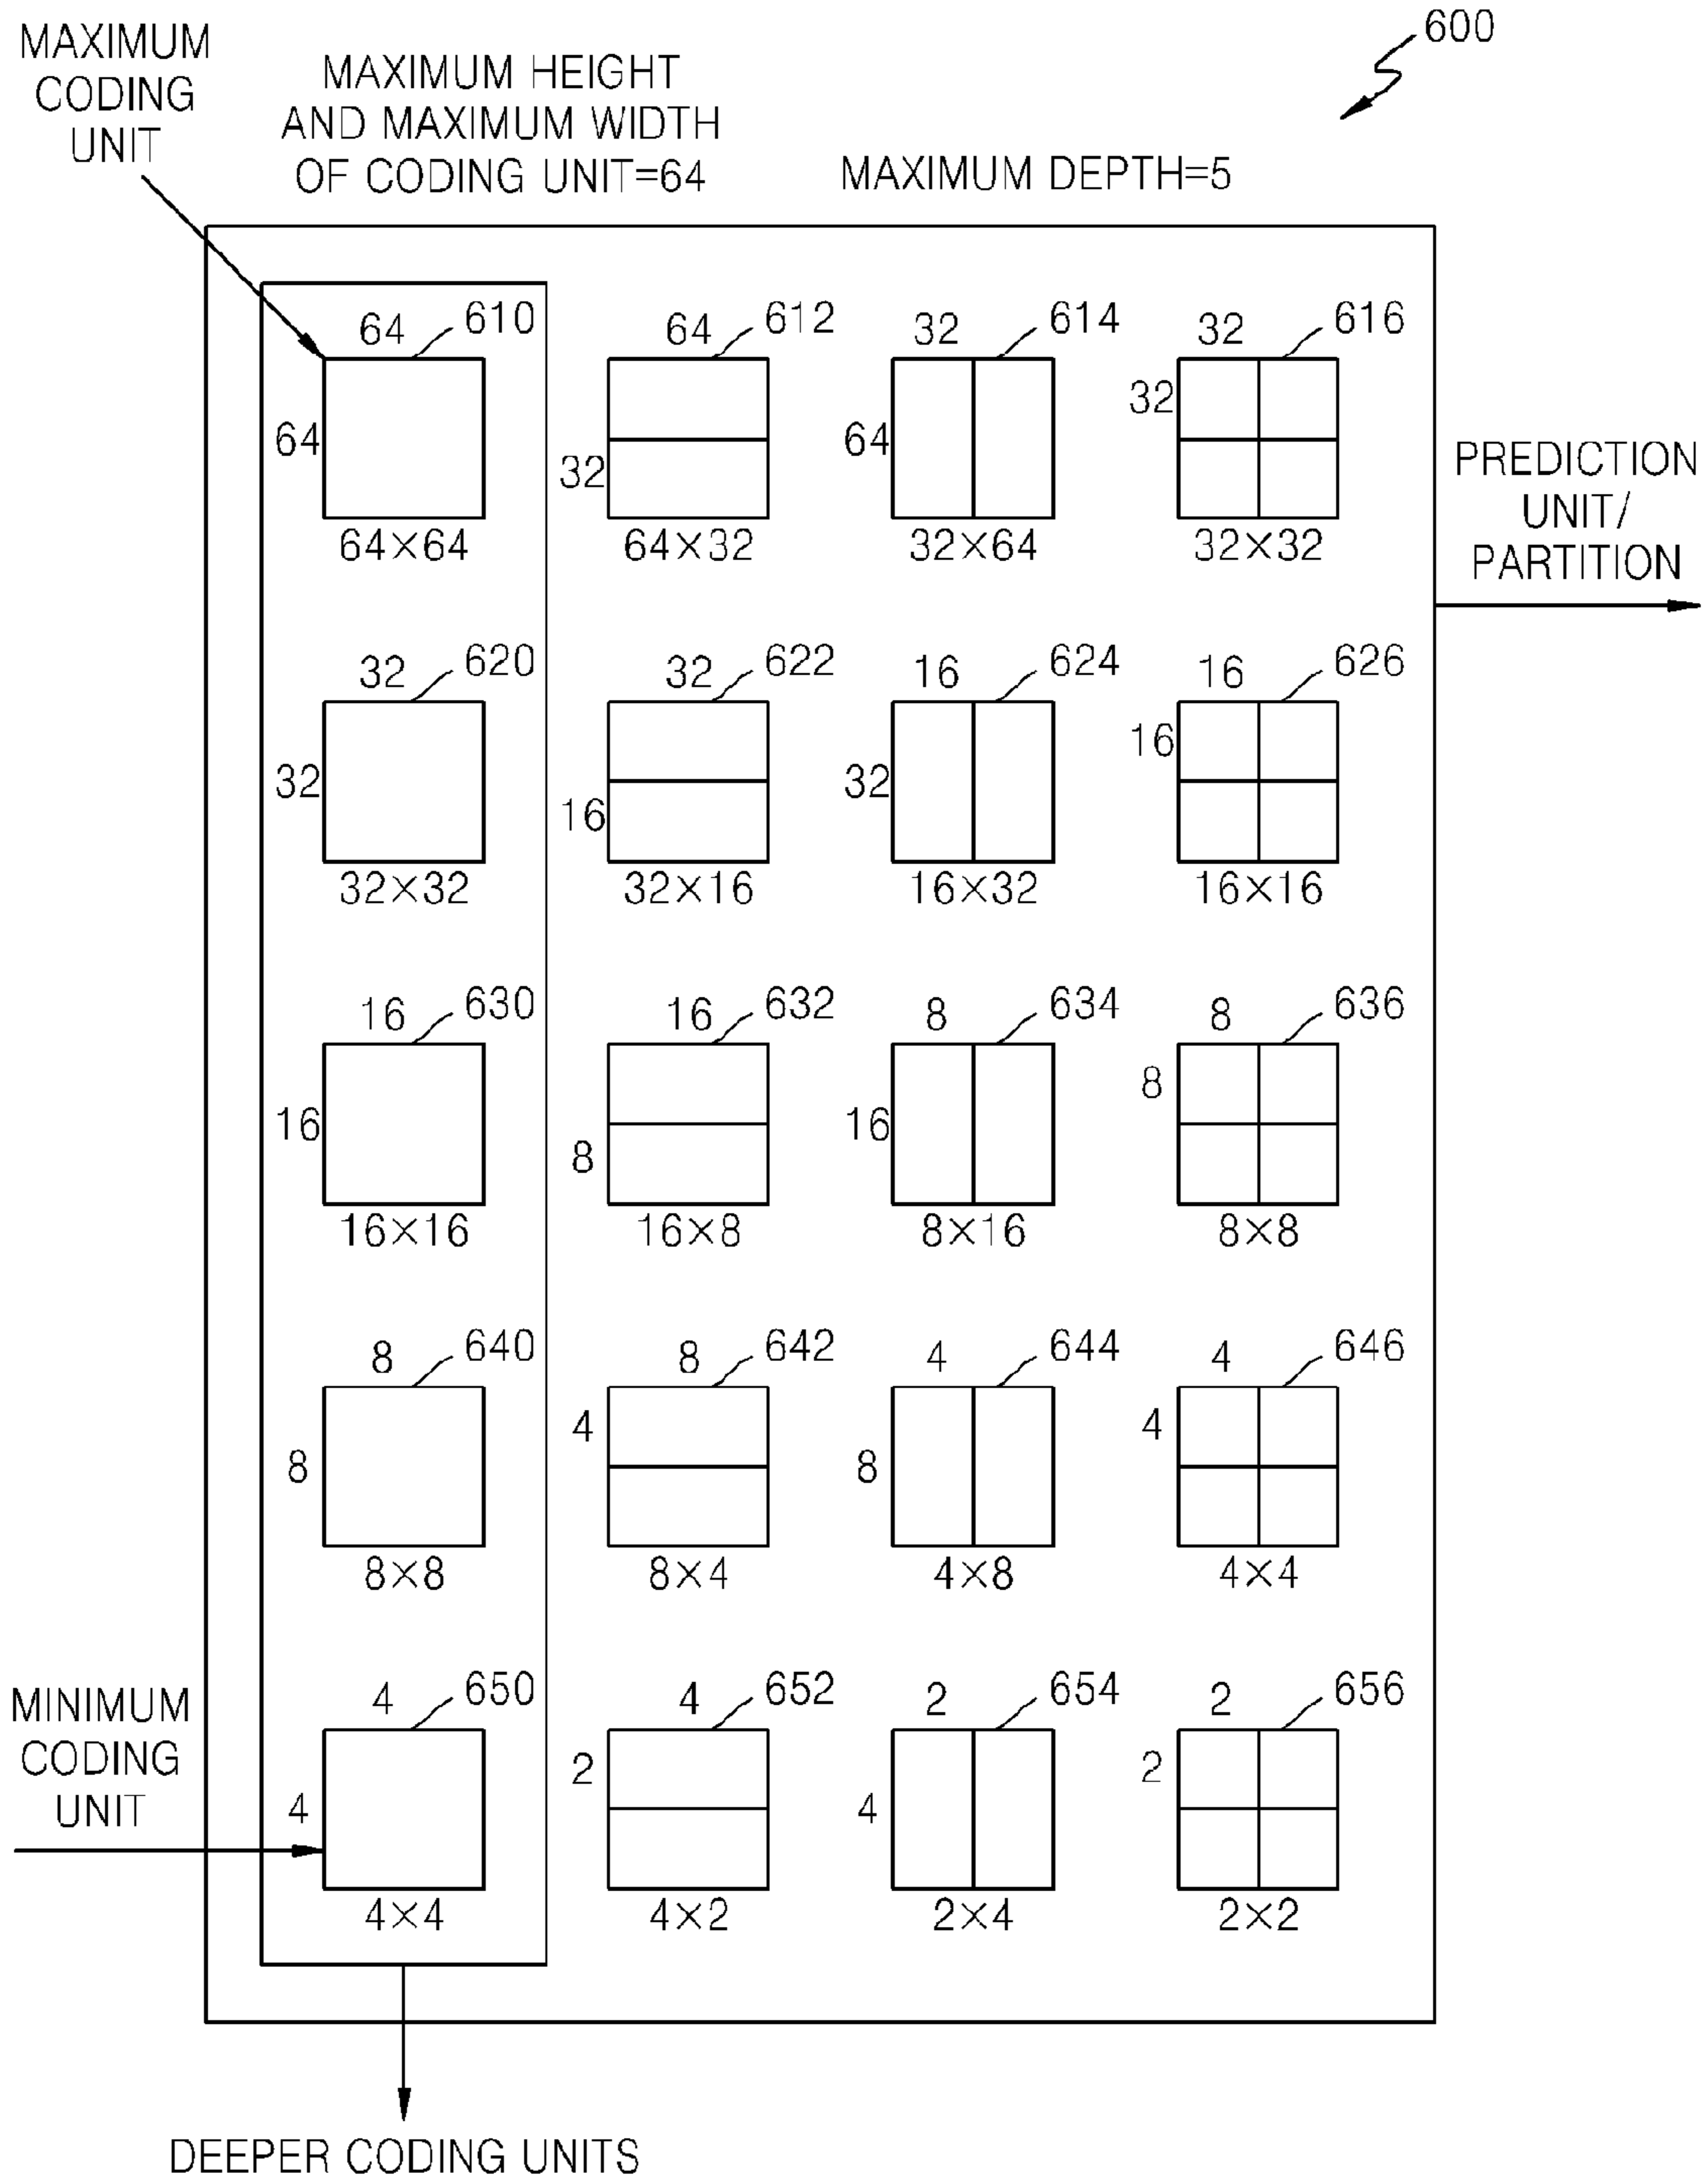 600
MAXIMUM
CODING
UNIT
MAXIMUM HEIGHT
AND MAXIMUM WIDTH
OF CODING UNIT=64
MAXIMUM DEPTH=5
64 610 64 612 32 614 32 616
64 32 64 32
64×64 64×32 32×64 32×32
PREDICTION
UNIT/
PARTITION
32 620 32 622 16 624 16 626
32 16 32 16
32×32 32×16 16×32 16×16
16 630 16 632 8 634 8 636
16 8 16 8
16×16 16×8 8×16 8×8
8 640 8 642 4 644 4 646
8 4 8 4
8×8 8×4 4×8 4×4
MINIMUM
CODING
UNIT
4 650 4 652 2 654 2 656
4 2 4 2
4×4 4×2 2×4 2×2
DEEPER CODING UNITS